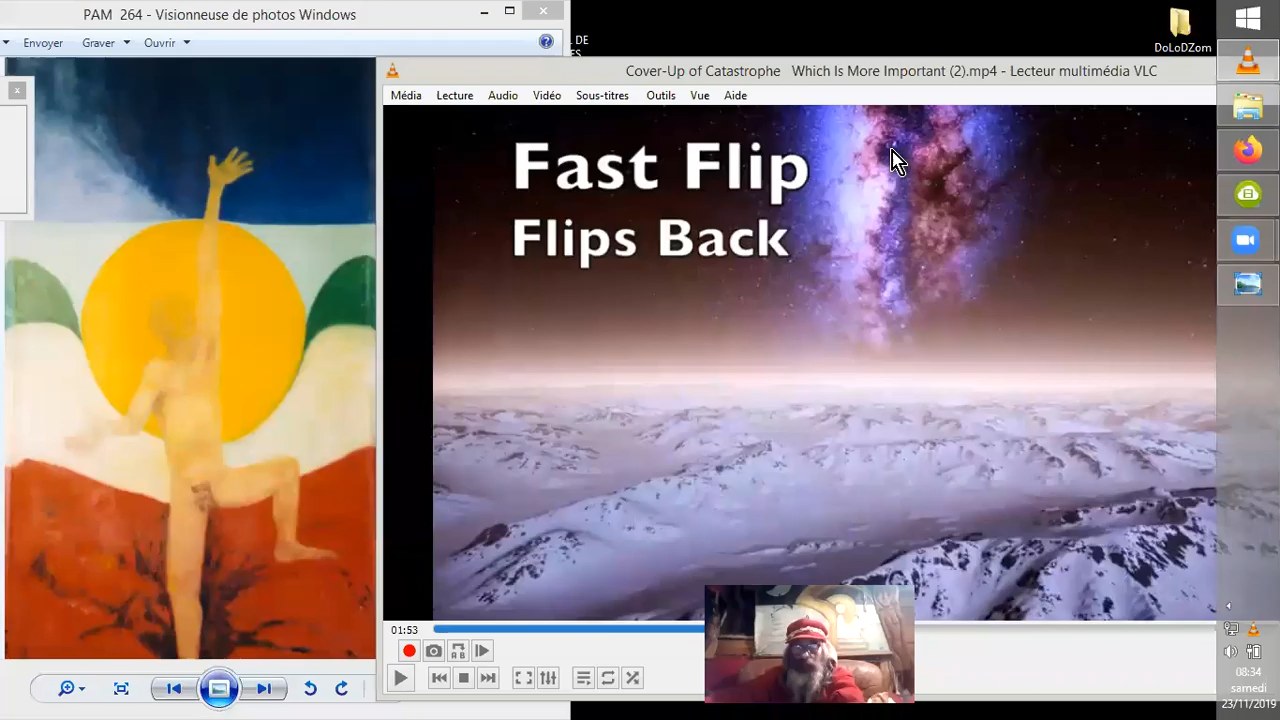 PAM 264 - Visionneuse de photos Windows
Envoyer Graver Ouvrir
DE
DoLoDZom
Cover-Up of Catastrophe Which Is More Important (2).mp4 - Lecteur multimédia VLC
Média Lecture Audio Vidéo Sous-titres Outils Vue Aide
Fast Flip
Flips Back
01:53
08:34
samedi
23/11/2019